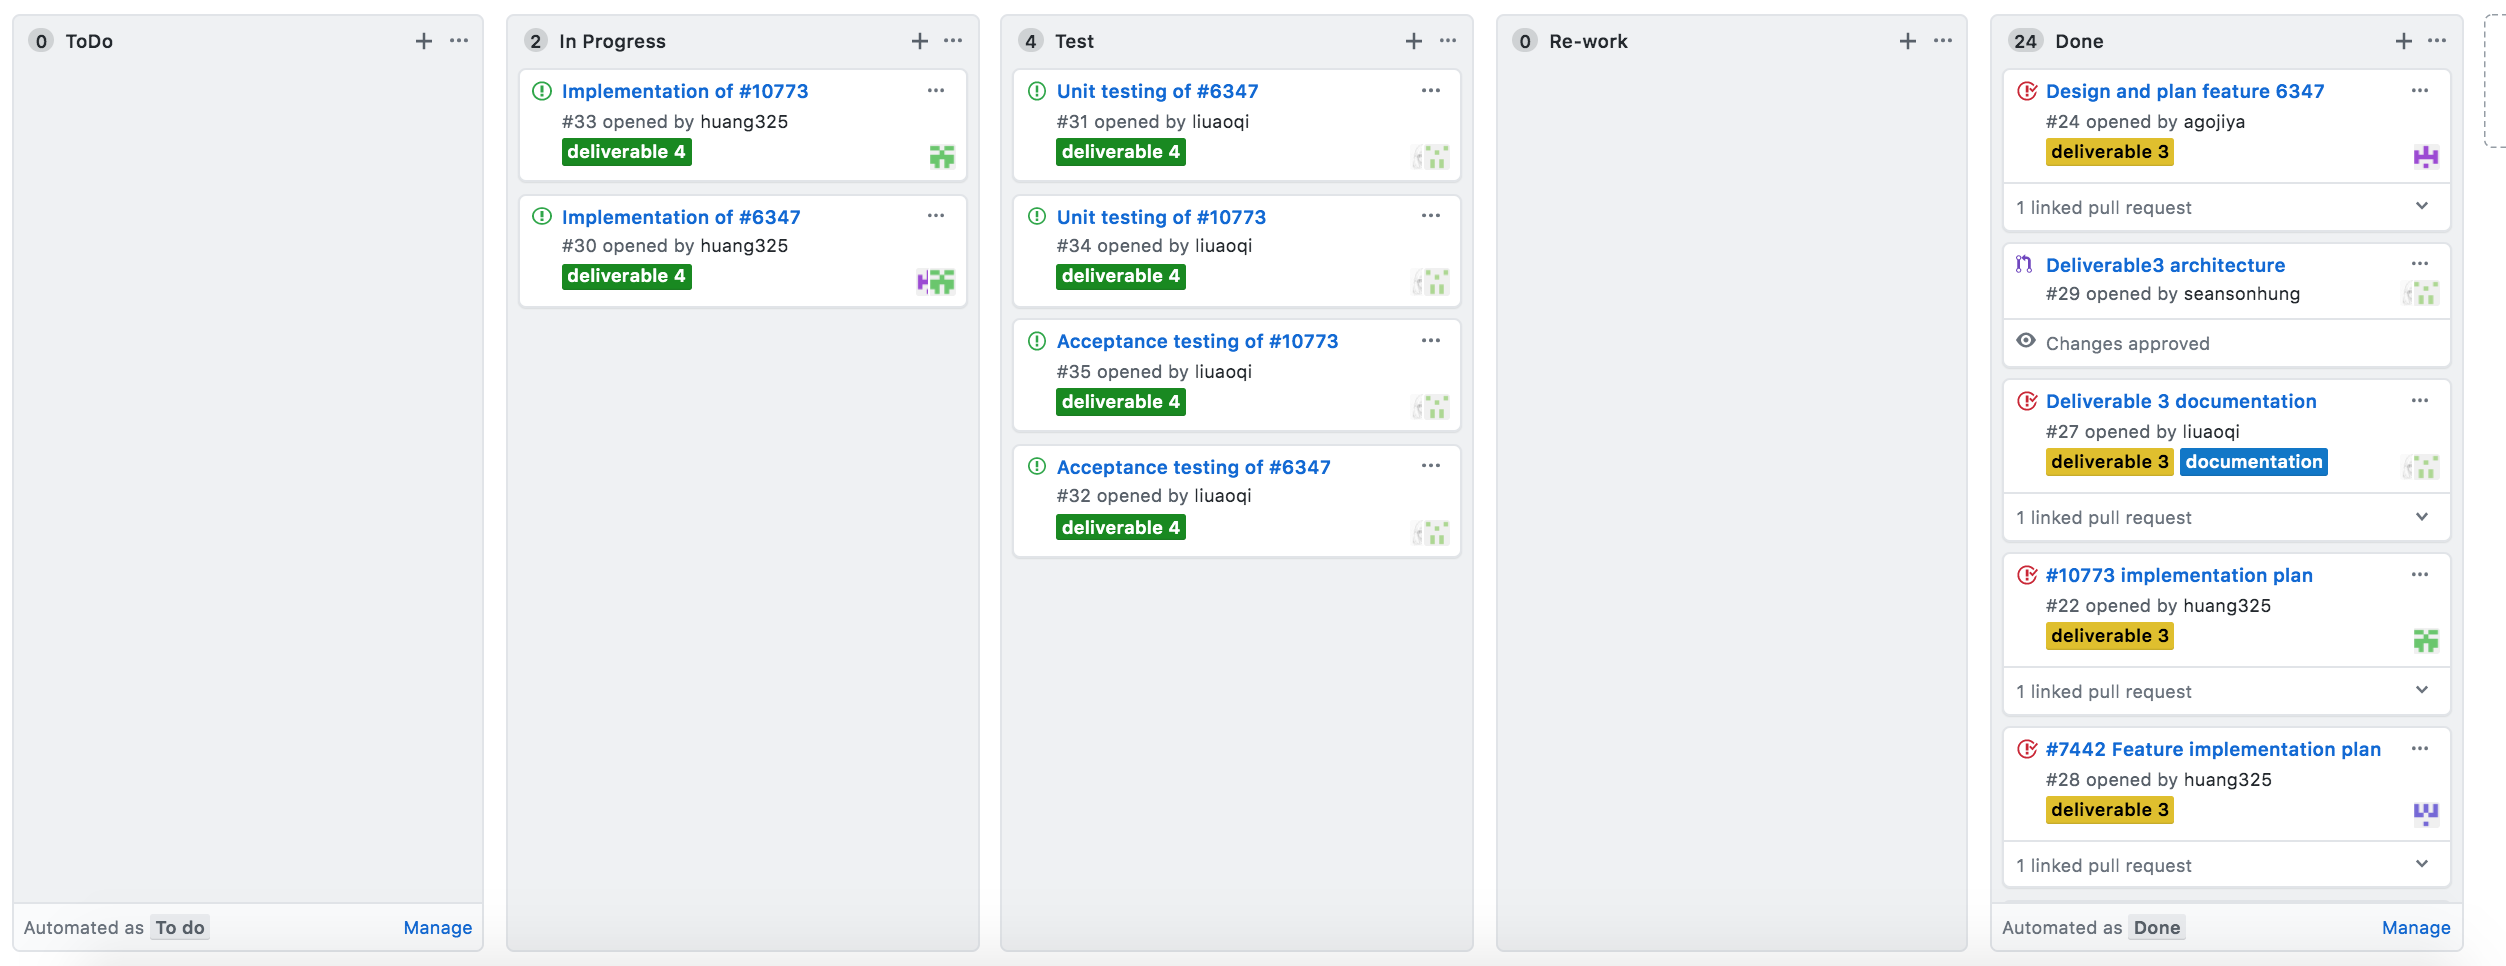 0 ToDo
Automated as To do Manage
2 In Progress
Implementation of #10773
#33 opened by huang325
deliverable 4
Implementation of #6347
#30 opened by huang325
deliverable 4
4 Test
Unit testing of #6347
#31 opened by liuaoqi
deliverable 4
Unit testing of #10773
#34 opened by liuaoqi
deliverable 4
Acceptance testing of #10773
#35 opened by liuaoqi
deliverable 4
Acceptance testing of #6347
#32 opened by liuaoqi
deliverable 4
0 Re-work
24 Done
Design and plan feature 6347
#24 opened by agojiya
deliverable 3
1 linked pull request
Deliverable3 architecture
#29 opened by seansonhung
Changes approved
Deliverable 3 documentation
#27 opened by liuaoqi
deliverable 3 documentation
1 linked pull request
#10773 implementation plan
#22 opened by huang325
deliverable 3
1 linked pull request
#7442 Feature implementation plan
#28 opened by huang325
deliverable 3
1 linked pull request
Automated as Done Manage